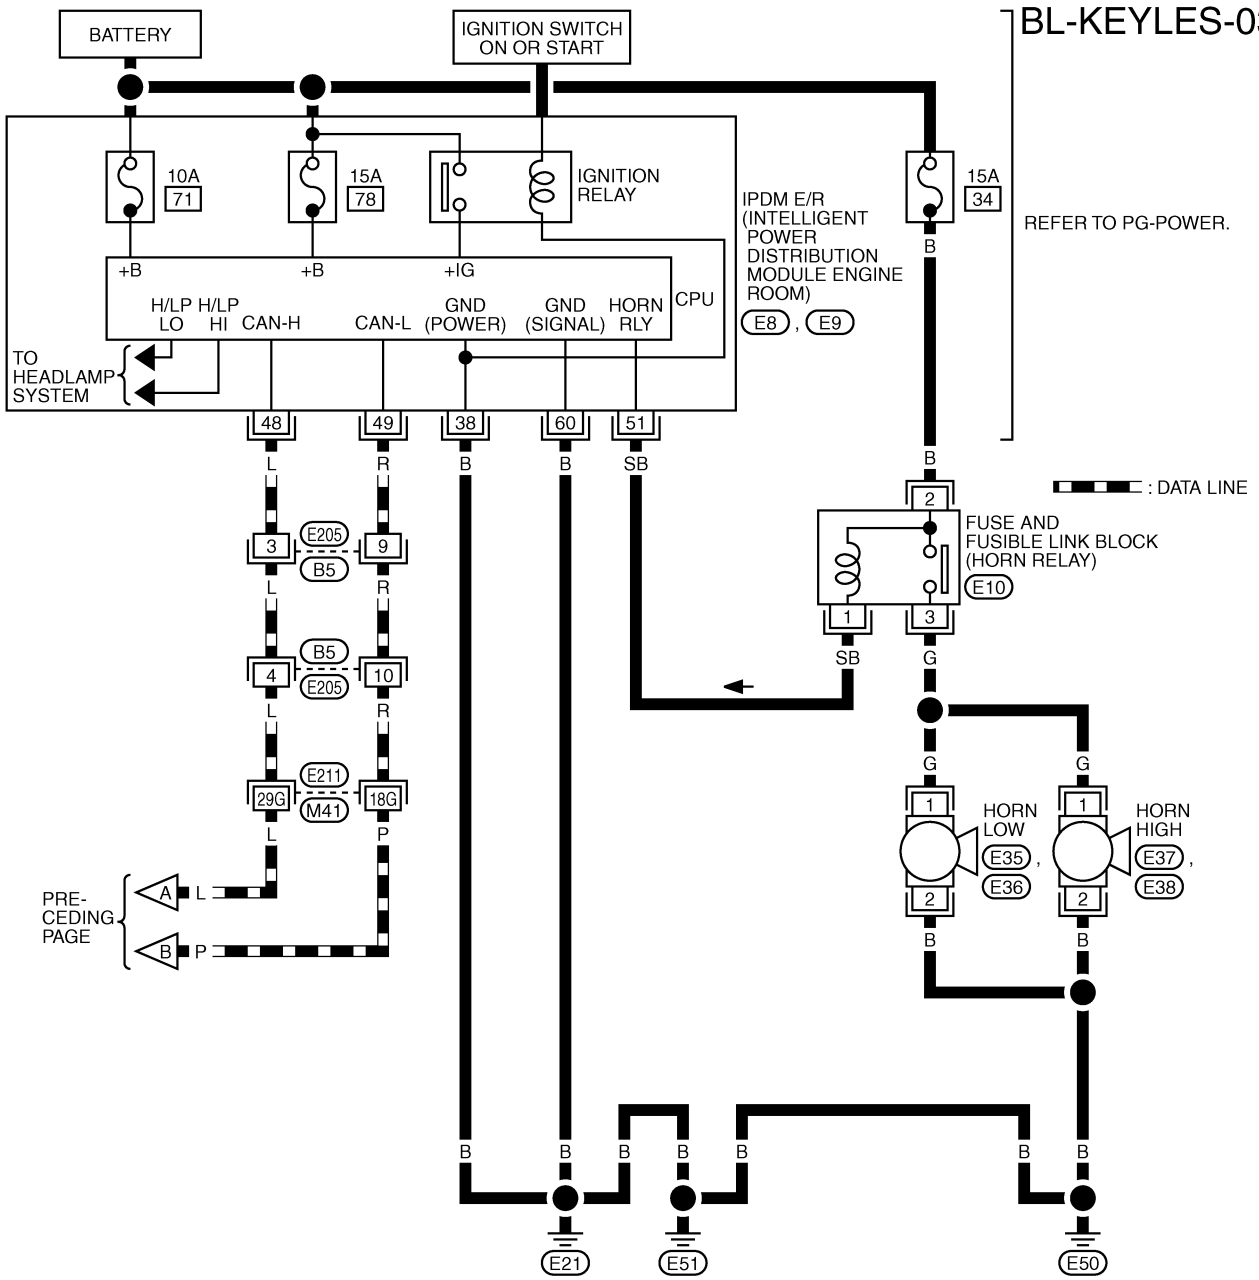 BL-KEYLES-03
BATTERY
IGNITION SWITCH
ON OR START
10A
71
15A
78
IGNITION
RELAY
15A
34
IPDM E/R
(INTELLIGENT
POWER
DISTRIBUTION
MODULE ENGINE
ROOM)
E8 , E9
REFER TO PG-POWER.
B
+B
+B
+IG
CPU
H/LP
LO
H/LP
HI
CAN-H
CAN-L
GND
(POWER)
GND
(SIGNAL)
HORN
RLY
TO
HEADLAMP
SYSTEM
48
49
38
60
51
L
R
B
B
SB
B
2
: DATA LINE
FUSE AND
FUSIBLE LINK BLOCK
(HORN RELAY)
E10
3
E205
B5
9
L
R
1
3
SB
G
4
B5
E205
10
L
R
29G
E211
M41
18G
L
P
G
G
1
1
HORN
LOW
E35 ,
E36
HORN
HIGH
E37 ,
E38
2
2
B
B
PRE-
CEDING
PAGE
A
L
B
P
B
B
B
B
B
B
B
E21
E51
E50